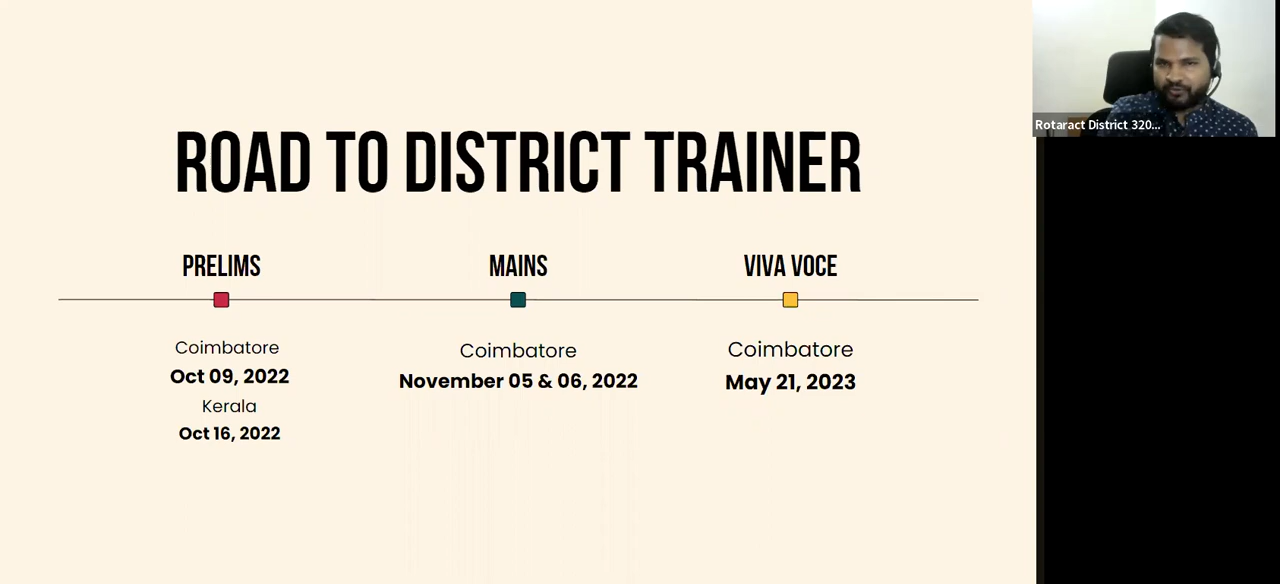 ROAD TO DISTRICT TRAINER
PRELIMS
Coimbatore
Oct 09, 2022
Kerala
Oct 16, 2022
MAINS
Coimbatore
November 05 & 06, 2022
VIVA VOCE
Coimbatore
May 21, 2023
Rotaract District 320...